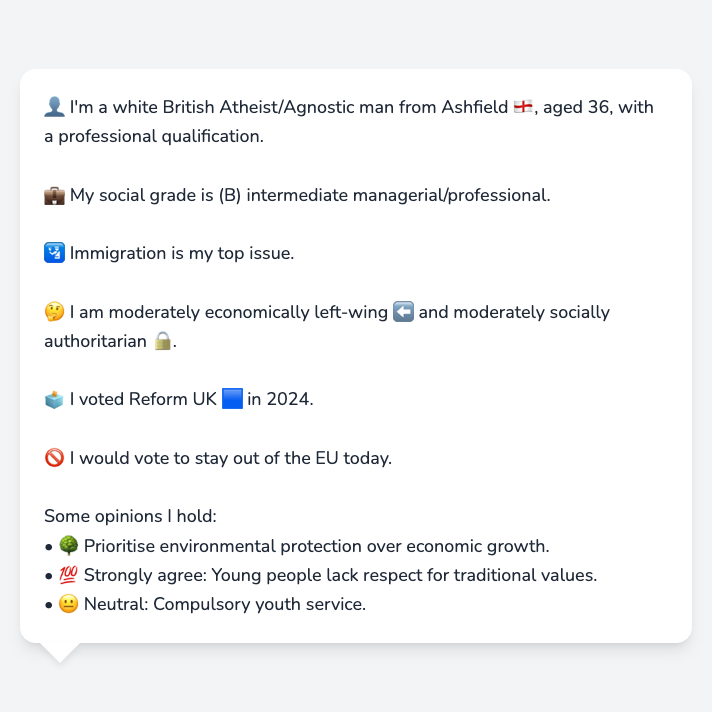 👤 I'm a white British Atheist/Agnostic man from Ashfield 🏴󠁧󠁢󠁥󠁮󠁧󠁿, aged 36, with
a professional qualification.
💼 My social grade is (B) intermediate managerial/professional.
🛂 Immigration is my top issue.
🤔 I am moderately economically left-wing ⬅️ and moderately socially
authoritarian 🔒.
🗳️ I voted Reform UK 🟦 in 2024.
🚫 I would vote to stay out of the EU today.
Some opinions I hold:
• 🌳 Prioritise environmental protection over economic growth.
• 💯 Strongly agree: Young people lack respect for traditional values.
• 😐 Neutral: Compulsory youth service.